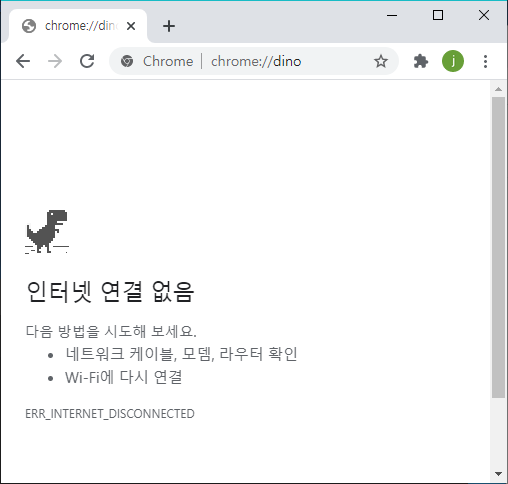 chrome://dino
Chrome | chrome://dino
j
인터넷 연결 없음
다음 방법을 시도해 보세요.
• 네트워크 케이블, 모뎀, 라우터 확인
• Wi-Fi에 다시 연결
ERR_INTERNET_DISCONNECTED